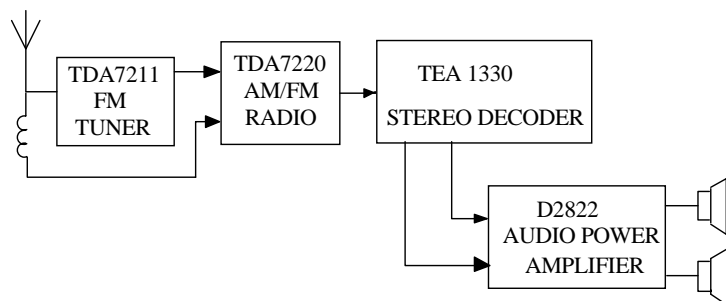 TDA7211
FM
TUNER
TDA7220
AM/FM
RADIO
TEA 1330
STEREO DECODER
D2822
AUDIO POWER
AMPLIFIER